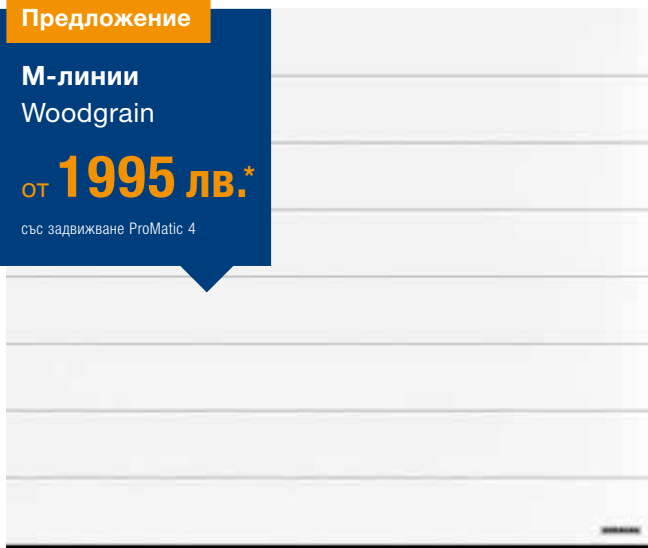 Предложение
М-линии
Woodgrain
от 1995 лв.*
със задвижване ProMatic 4